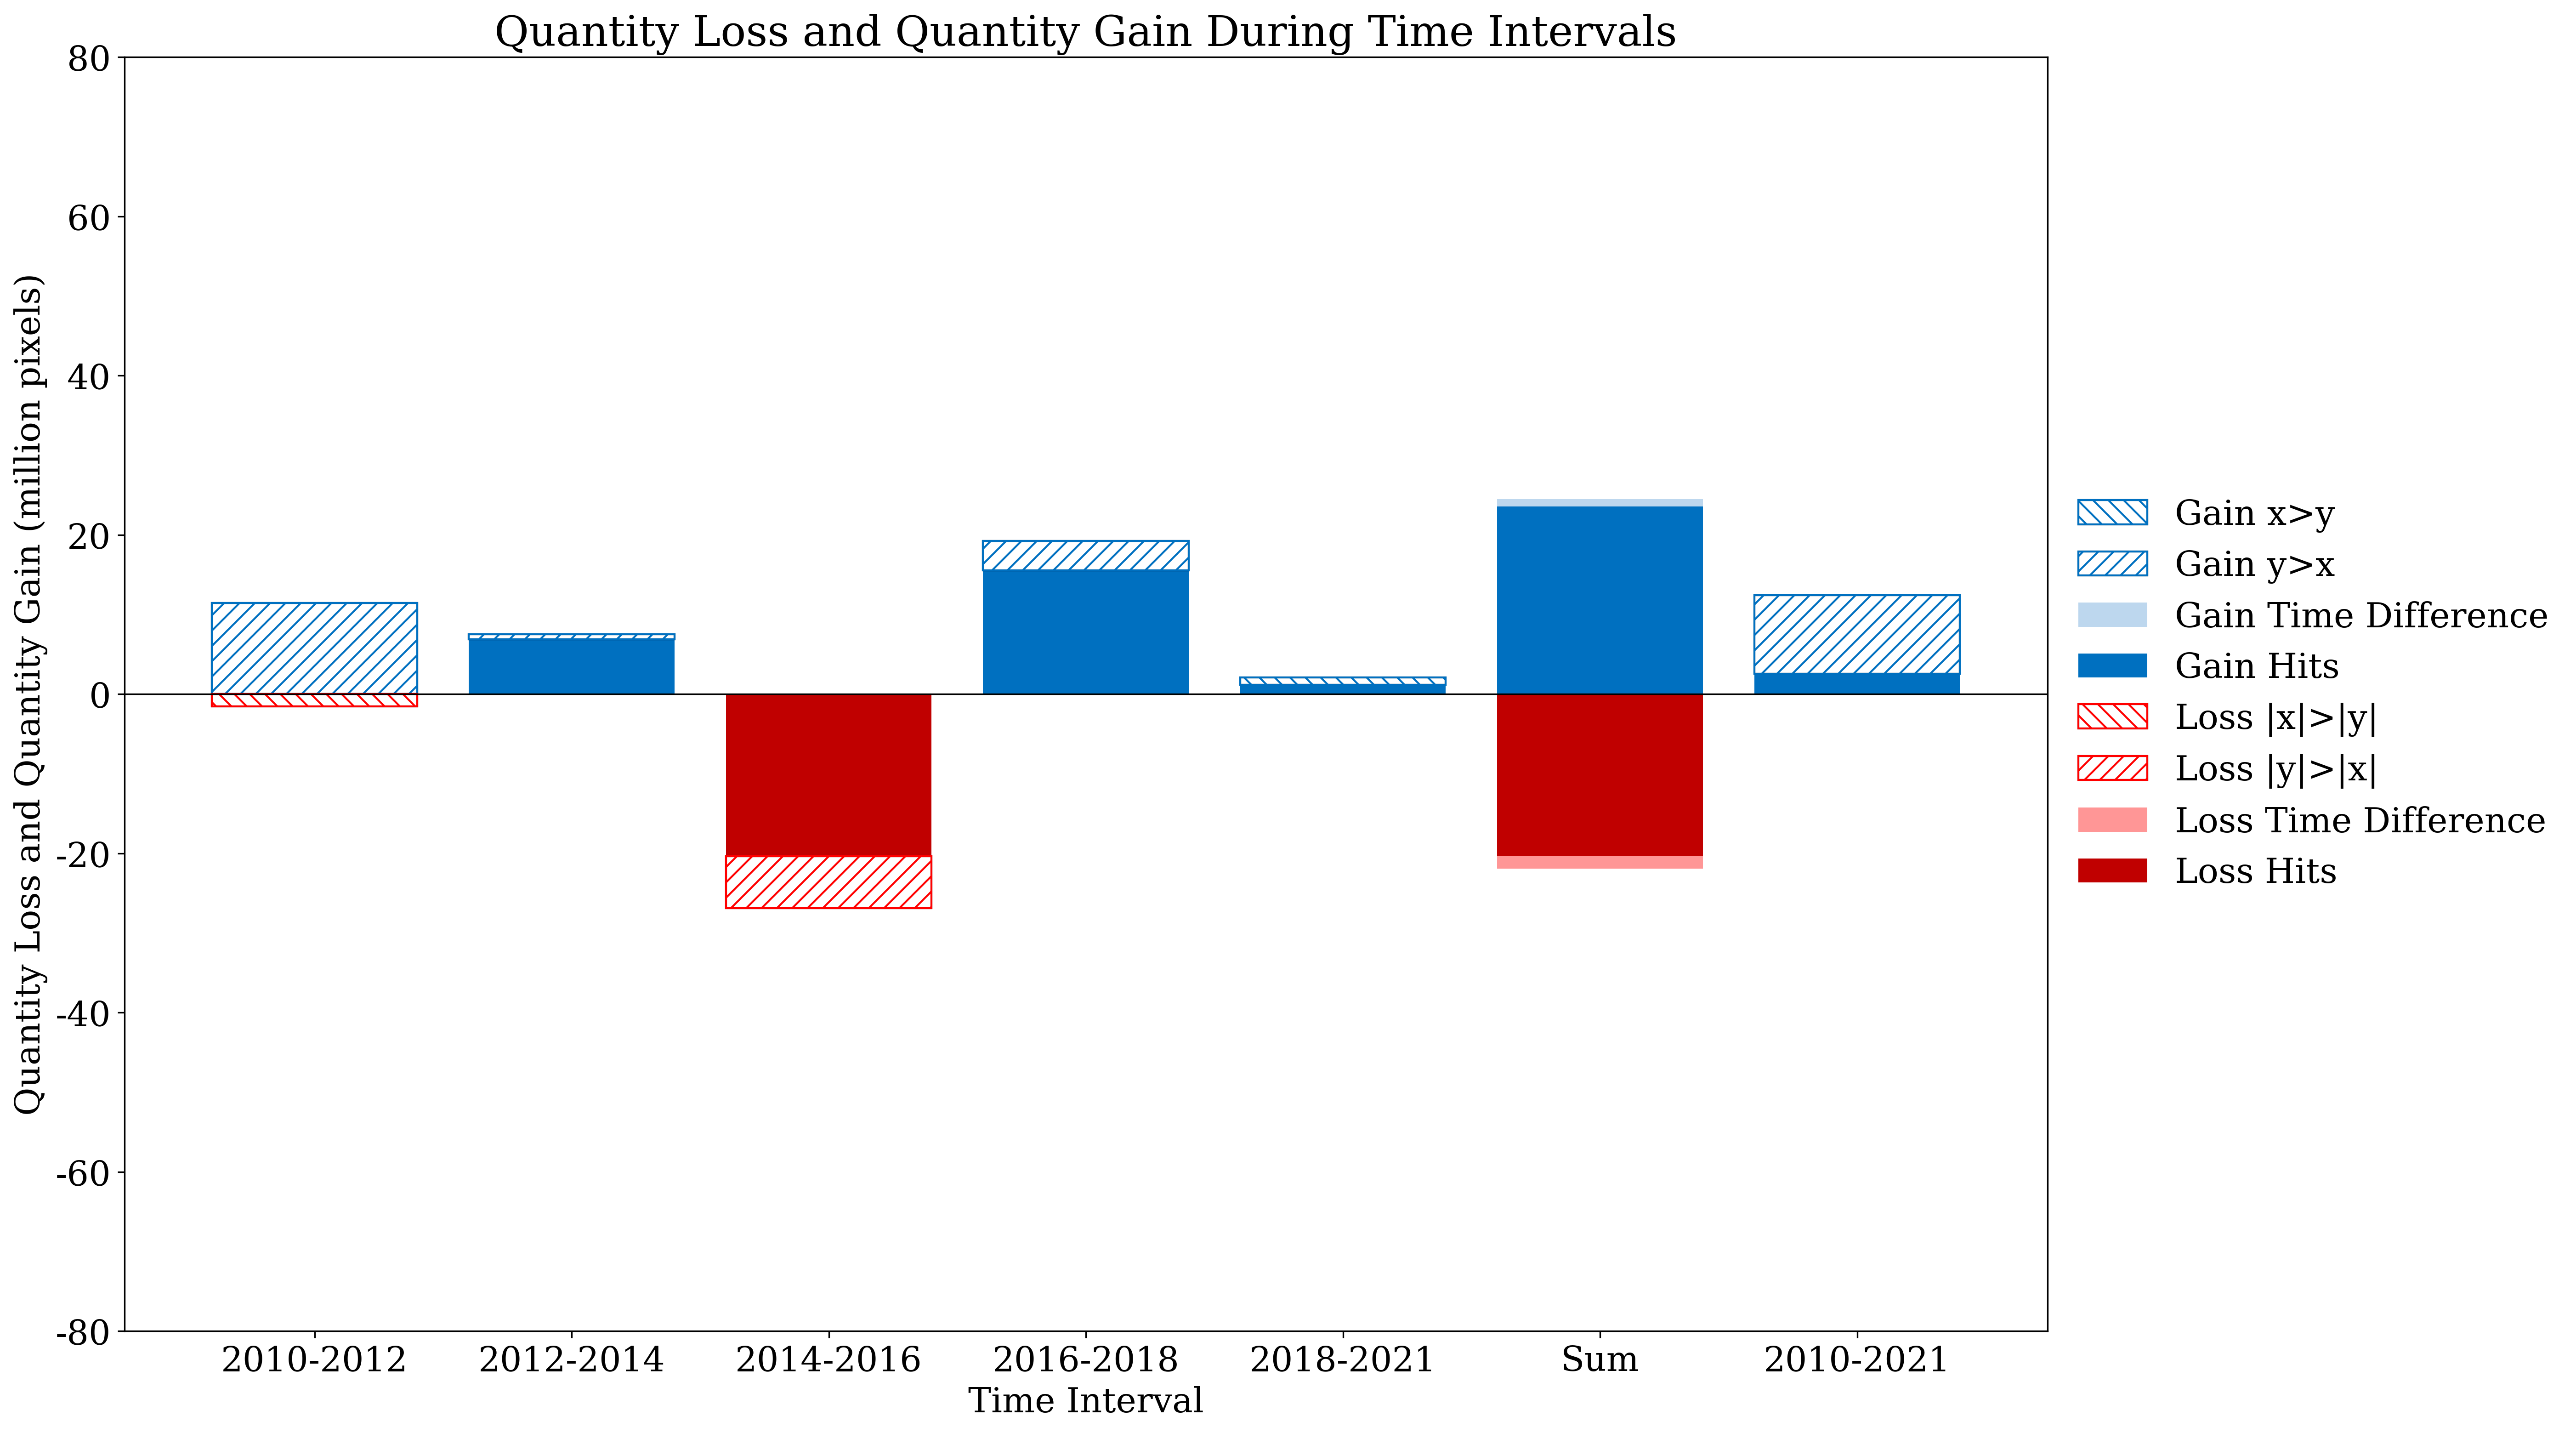 Quantity Loss and Quantity Gain During Time Intervals
Quantity Loss and Quantity Gain (million pixels)
80
60
40
20
0
-20
-40
-60
-80
2010-2012 2012-2014 2014-2016 2016-2018 2018-2021 Sum 2010-2021
Time Interval
Gain x>y
Gain y>x
Gain Time Difference
Gain Hits
Loss |x|>|y|
Loss |y|>|x|
Loss Time Difference
Loss Hits